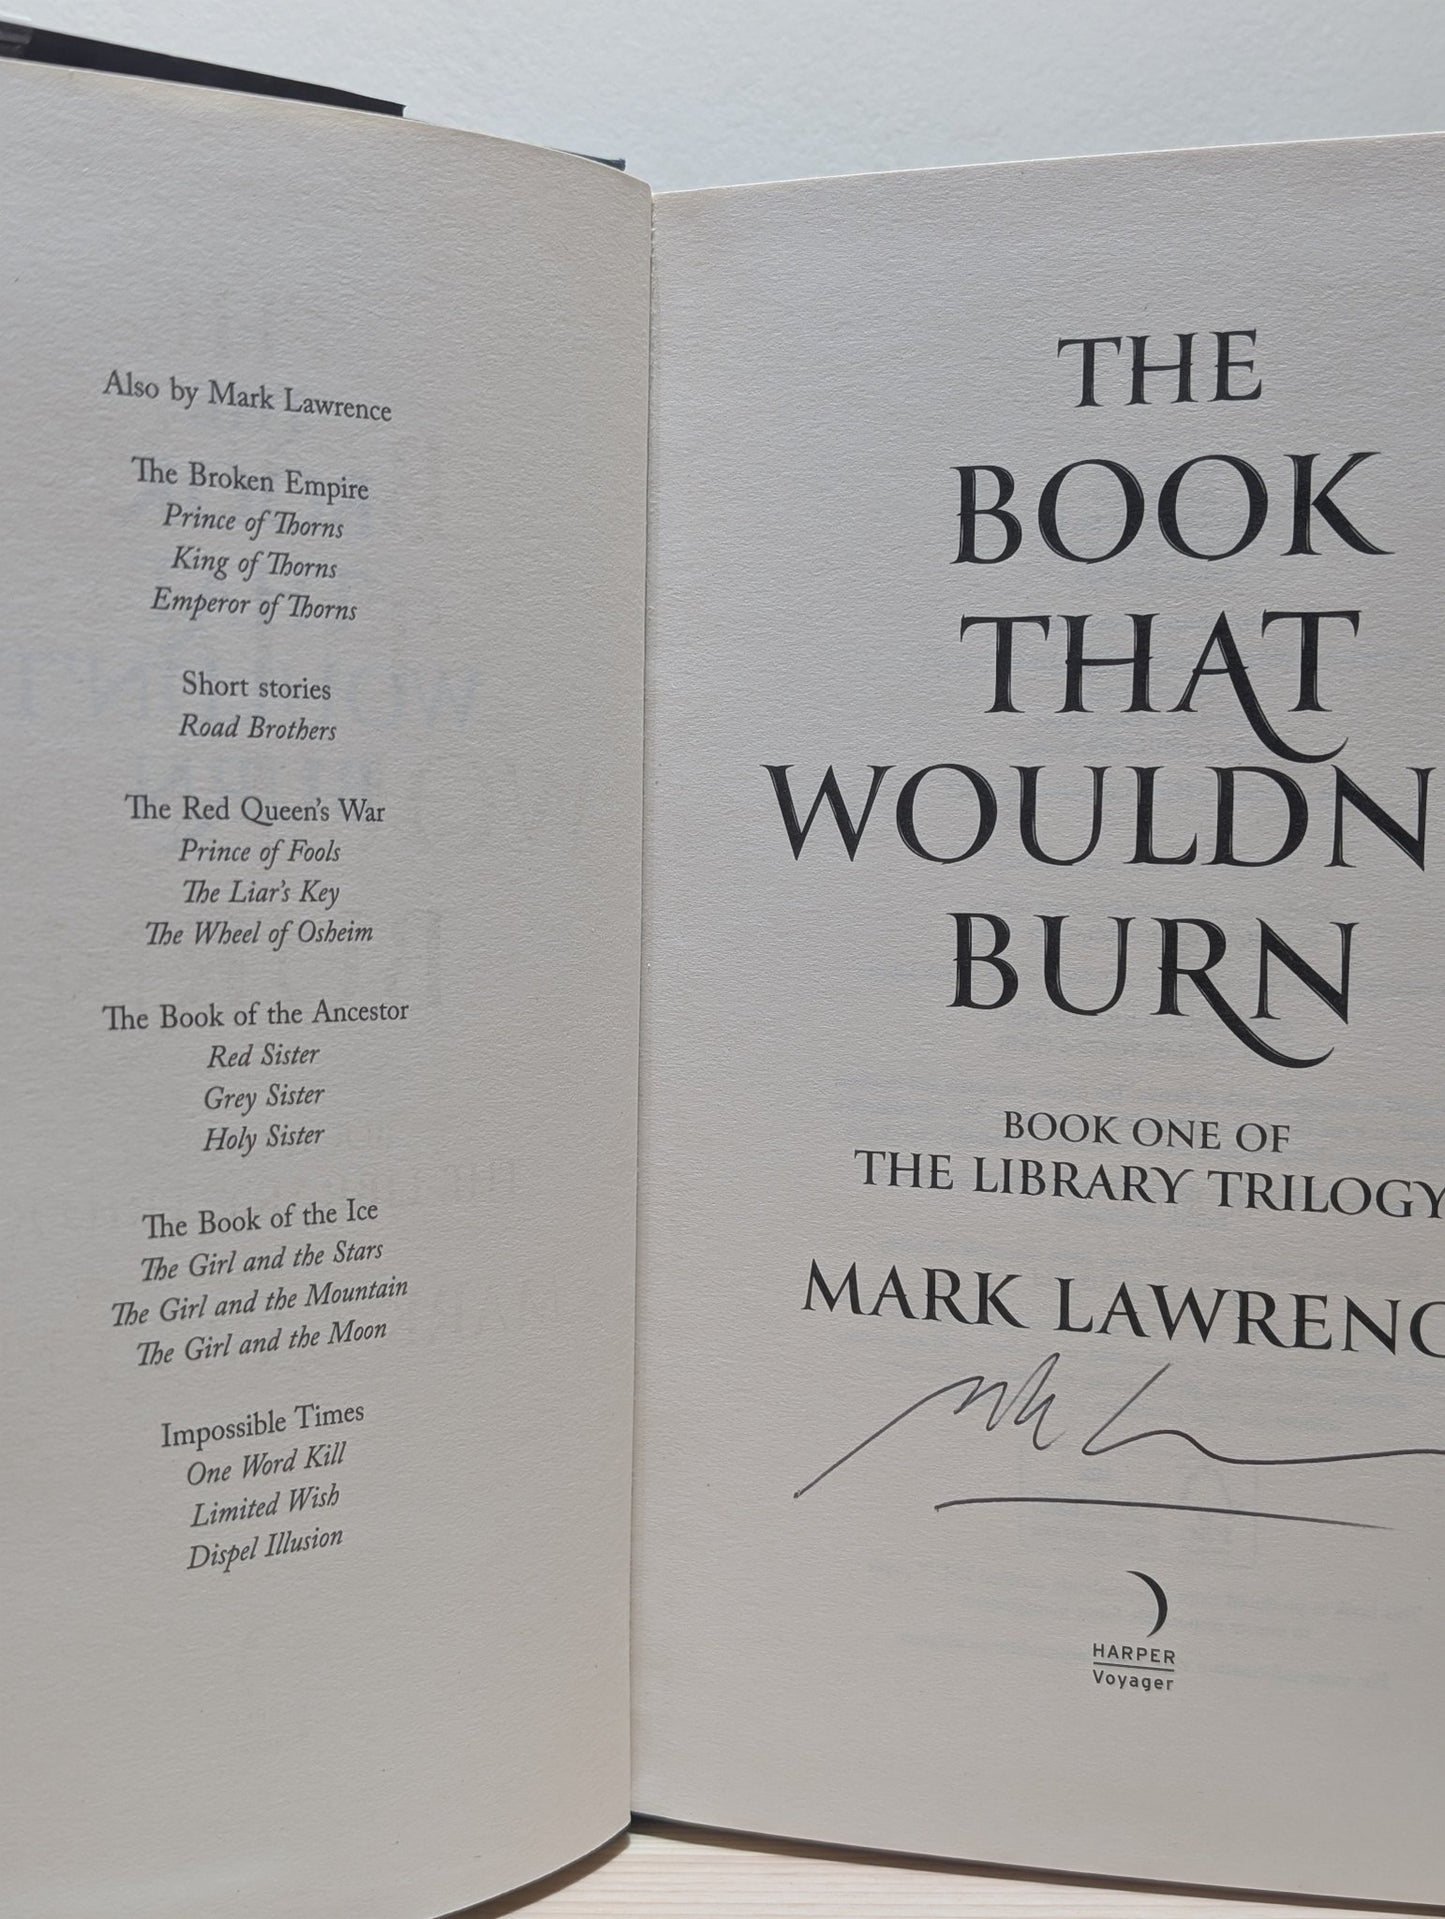 Also by Mark Lawrence
The Broken Empire
Prince of Thorns
King of Thorns
Emperor of Thorns
Short stories
Road Brothers
The Red Queen's War
Prince of Fools
The Liar's Key
The Wheel of Osheim
The Book of the Ancestor
Red Sister
Grey Sister
Holy Sister
The Book of the Ice
The Girl and the Stars
The Girl and the Mountain
The Girl and the Moon
Impossible Times
One Word Kill
Limited Wish
Dispel Illusion
THE
BOOK
THAT
WOULDN
BURN
BOOK ONE OF
THE LIBRARY TRILOGY
MARK LAWRENC
HARPER
Voyager